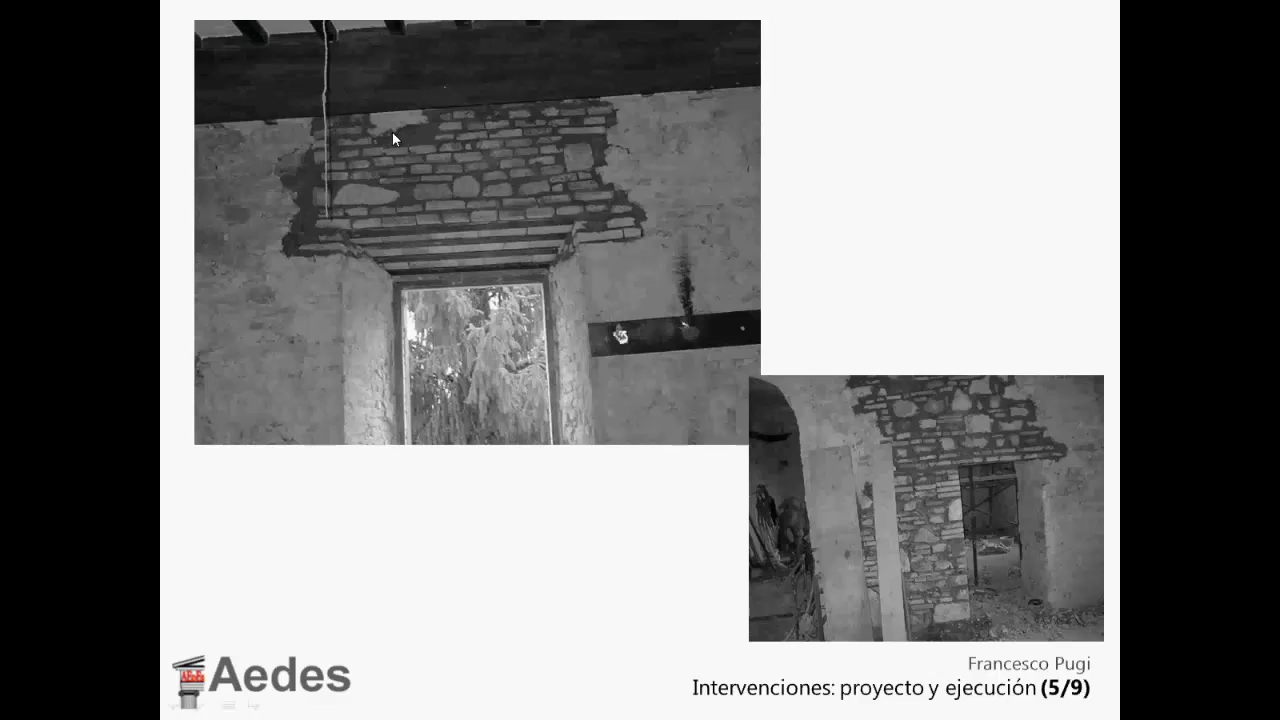 Aedes
Francesco Pugi
Intervenciones: proyecto y ejecución (5/9)